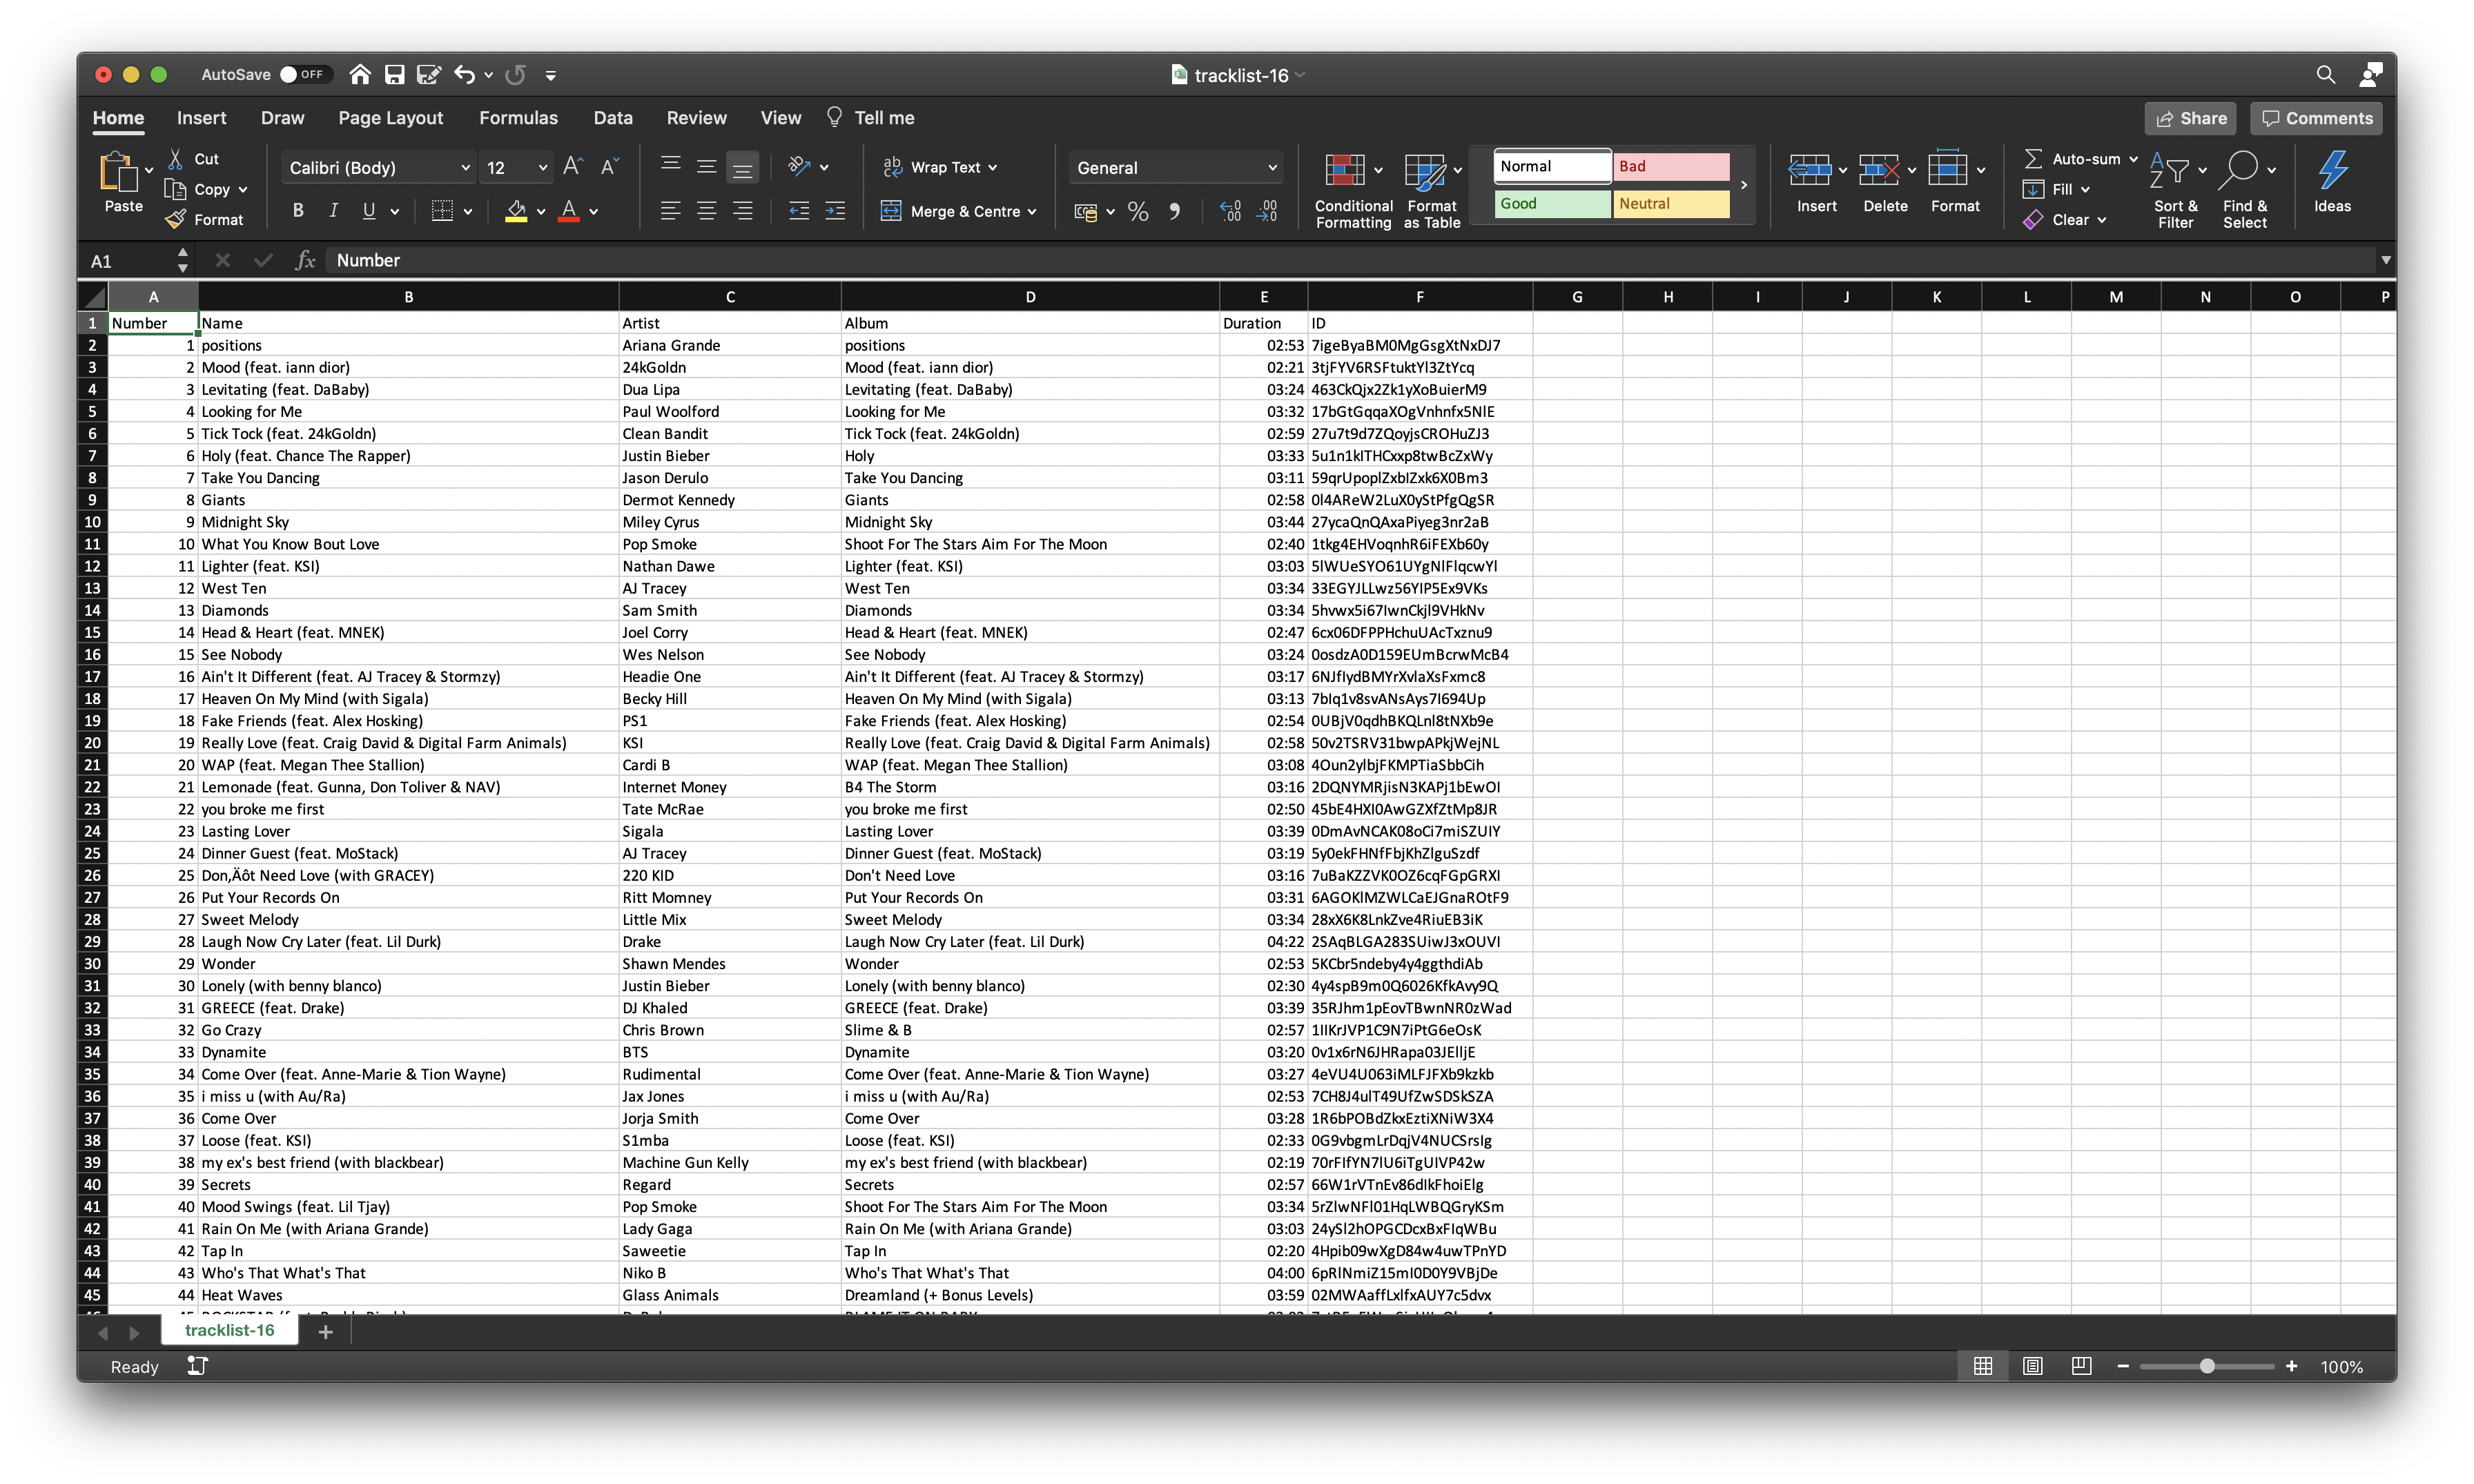 AutoSave OFF tracklist-16
Home Insert Draw Page Layout Formulas Data Review View Tell me Share Comments
Paste Cut Copy Format Calibri (Body) 12 Wrap Text General Normal Bad Auto-sum
B I U Merge & Centre % Conditional Formatting Format as Table Good Neutral Insert Delete Format Fill Clear Sort & Filter Find & Select Ideas
A1 fx Number
A B C D E F G H I J K L M N O P
1 Number Name Artist Album Duration ID
2 1 positions Ariana Grande positions 02:53 7igeByaBM0MgGsgXtNxDJ7
3 2 Mood (feat. iann dior) 24kGoldn Mood (feat. iann dior) 02:21 3tjFYV6RSFtuktYl3ZtYcq
4 3 Levitating (feat. DaBaby) Dua Lipa Levitating (feat. DaBaby) 03:24 463CkQjx2Zk1yXoBuierM9
5 4 Looking for Me Paul Woolford Looking for Me 03:32 17bGtGqqaXOgVnhnfx5NlE
6 5 Tick Tock (feat. 24kGoldn) Clean Bandit Tick Tock (feat. 24kGoldn) 02:59 27u7t9d7ZQoyjsCROHuZJ3
7 6 Holy (feat. Chance The Rapper) Justin Bieber Holy 03:33 5u1n1kITHCxxp8twBcZxWy
8 7 Take You Dancing Jason Derulo Take You Dancing 03:11 59qrUpoplZxbIZxk6X0Bm3
9 8 Giants Dermot Kennedy Giants 02:58 0l4AReW2LuX0yStPfgQgSR
10 9 Midnight Sky Miley Cyrus Midnight Sky 03:44 27ycaQnQAxaPiyeg3nr2aB
11 10 What You Know Bout Love Pop Smoke Shoot For The Stars Aim For The Moon 02:40 1tkg4EHVoqnhR6iFEXb60y
12 11 Lighter (feat. KSI) Nathan Dawe Lighter (feat. KSI) 03:03 5lWUeSYO61UYgNlFlqcwYl
13 12 West Ten AJ Tracey West Ten 03:34 33EGYJLLwz56YIP5Ex9VKs
14 13 Diamonds Sam Smith Diamonds 03:34 5hvwx5i67IwnCkjl9VHkNv
15 14 Head & Heart (feat. MNEK) Joel Corry Head & Heart (feat. MNEK) 02:47 6cx06DFPPHchuUAcTxznu9
16 15 See Nobody Wes Nelson See Nobody 03:24 0osdzA0D159EUmBcrwMcB4
17 16 Ain't It Different (feat. AJ Tracey & Stormzy) Headie One Ain't It Different (feat. AJ Tracey & Stormzy) 03:17 6NJfIydBMYrXvlaXsFxmc8
18 17 Heaven On My Mind (with Sigala) Becky Hill Heaven On My Mind (with Sigala) 03:13 7bIq1v8svANsAys7I694Up
19 18 Fake Friends (feat. Alex Hosking) PS1 Fake Friends (feat. Alex Hosking) 02:54 0UBjV0qdhBKQLnl8tNXb9e
20 19 Really Love (feat. Craig David & Digital Farm Animals) KSI Really Love (feat. Craig David & Digital Farm Animals) 02:58 50v2TSRV31bwpAPkjWejNL
21 20 WAP (feat. Megan Thee Stallion) Cardi B WAP (feat. Megan Thee Stallion) 03:08 4Oun2ylbjFKMPTiaSbbCih
22 21 Lemonade (feat. Gunna, Don Toliver & NAV) Internet Money B4 The Storm 03:16 2DQNYMRjisN3KAPj1bEwOI
23 22 you broke me first Tate McRae you broke me first 02:50 45bE4HXI0AwGZXfZtMp8JR
24 23 Lasting Lover Sigala Lasting Lover 03:39 0DmAvNCAK08oCi7miSZUIY
25 24 Dinner Guest (feat. MoStack) AJ Tracey Dinner Guest (feat. MoStack) 03:19 5y0ekFHNfFbjKhZlguSzdf
26 25 Don‚Äôt Need Love (with GRACEY) 220 KID Don't Need Love 03:16 7uBaKZZVK0OZ6cqFGpGRXI
27 26 Put Your Records On Ritt Momney Put Your Records On 03:31 6AGOKlMZWLCaEJGnaROtF9
28 27 Sweet Melody Little Mix Sweet Melody 03:34 28xX6K8LnkZve4RiuEB3iK
29 28 Laugh Now Cry Later (feat. Lil Durk) Drake Laugh Now Cry Later (feat. Lil Durk) 04:22 2SAqBLGA283SUiwJ3xOUVI
30 29 Wonder Shawn Mendes Wonder 02:53 5KCbr5ndeby4y4ggthdiAb
31 30 Lonely (with benny blanco) Justin Bieber Lonely (with benny blanco) 02:30 4y4spB9m0Q6026KfkAvy9Q
32 31 GREECE (feat. Drake) DJ Khaled GREECE (feat. Drake) 03:39 35RJhm1pEovTBwnNR0zWad
33 32 Go Crazy Chris Brown Slime & B 02:57 1IIKrJVP1C9N7iPtG6eOsK
34 33 Dynamite BTS Dynamite 03:20 0v1x6rN6JHRapa03JElljE
35 34 Come Over (feat. Anne-Marie & Tion Wayne) Rudimental Come Over (feat. Anne-Marie & Tion Wayne) 03:27 4eVU4U063iMLFJFXb9kzkb
36 35 i miss u (with Au/Ra) Jax Jones i miss u (with Au/Ra) 02:53 7CH8J4ulT49UfZwSDSkSZA
37 36 Come Over Jorja Smith Come Over 03:28 1R6bPOBdZkxEztiXNiW3X4
38 37 Loose (feat. KSI) S1mba Loose (feat. KSI) 02:33 0G9vbgmLrDqjV4NUCSrsIg
39 38 my ex's best friend (with blackbear) Machine Gun Kelly my ex's best friend (with blackbear) 02:19 70rFIfYN7lU6iTgUIVP42w
40 39 Secrets Regard Secrets 02:57 66W1rVTnEv86dIkFhoiElg
41 40 Mood Swings (feat. Lil Tjay) Pop Smoke Shoot For The Stars Aim For The Moon 03:34 5rZlwNFl01HqLWBQGryKSm
42 41 Rain On Me (with Ariana Grande) Lady Gaga Rain On Me (with Ariana Grande) 03:03 24ySl2hOPGCDcxBxFIqWBu
43 42 Tap In Saweetie Tap In 02:20 4Hpib09wXgD84w4uwTPnYD
44 43 Who's That What's That Niko B Who's That What's That 04:00 6pRlNmiZ15mI0D0Y9VBjDe
45 44 Heat Waves Glass Animals Dreamland (+ Bonus Levels) 03:59 02MWAaffLxlfxAUY7c5dvx
tracklist-16
Ready 100%